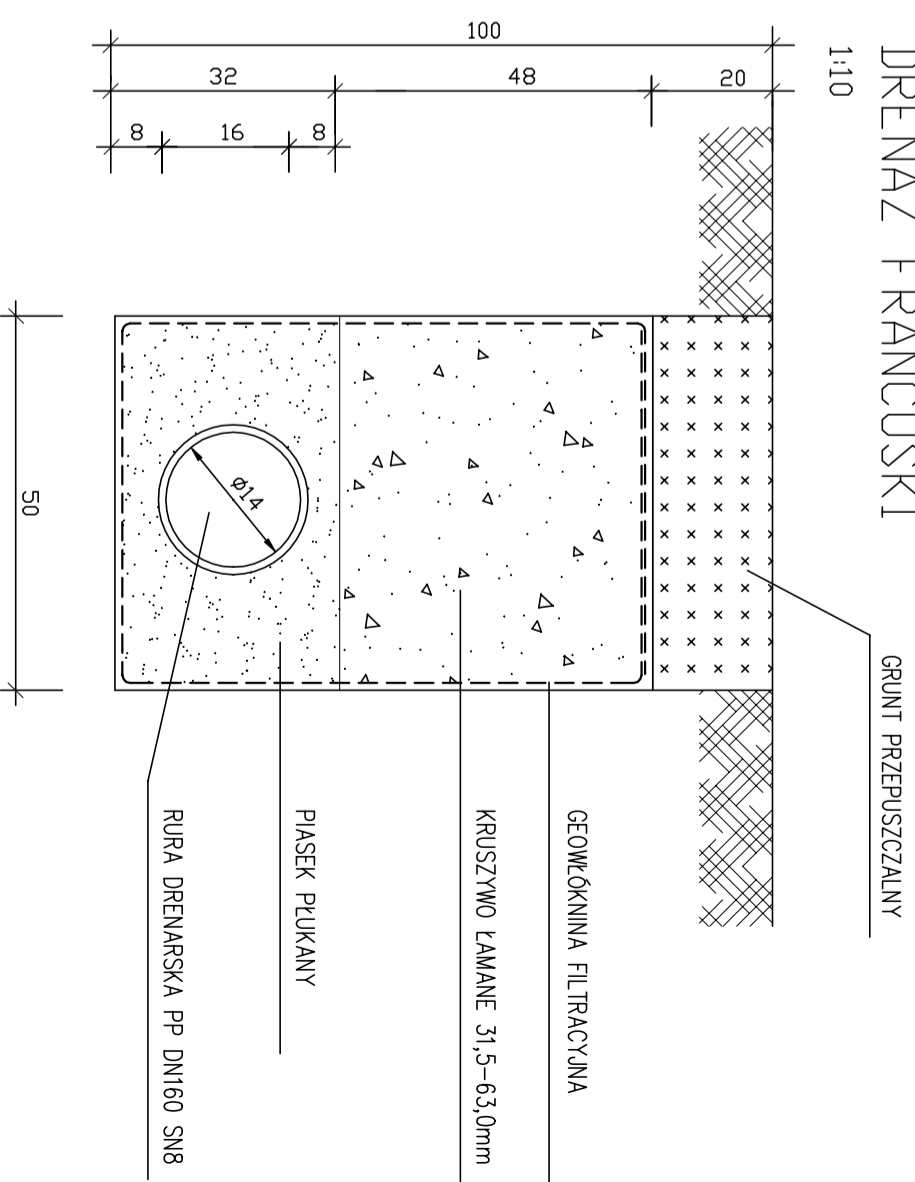 DRENAŻ FRANCUSKI
1:10
GRUNT PRZEPUSZCZALNY
GEOWŁÓKNINA FILTRACYJNA
KRUSZYWO ŁAMANE 31,5-63,0mm
PIASEK PŁUKANY
RURA DRENARSKA PP DN160 SN8
100
20
48
32
8
16
8
Ø14
50